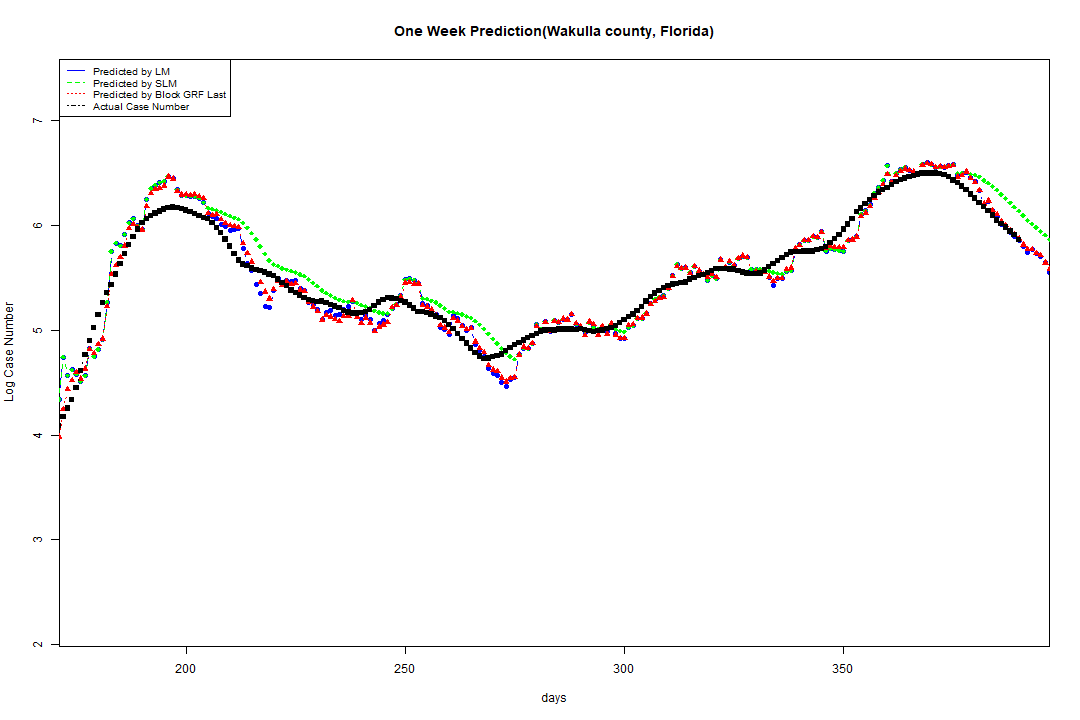 One Week Prediction(Wakulla county, Florida)
Predicted by LM
Predicted by SLM
Predicted by Block GRF Last
Actual Case Number
7
6
5
4
3
2
Log Case Number
200 250 300 350
days